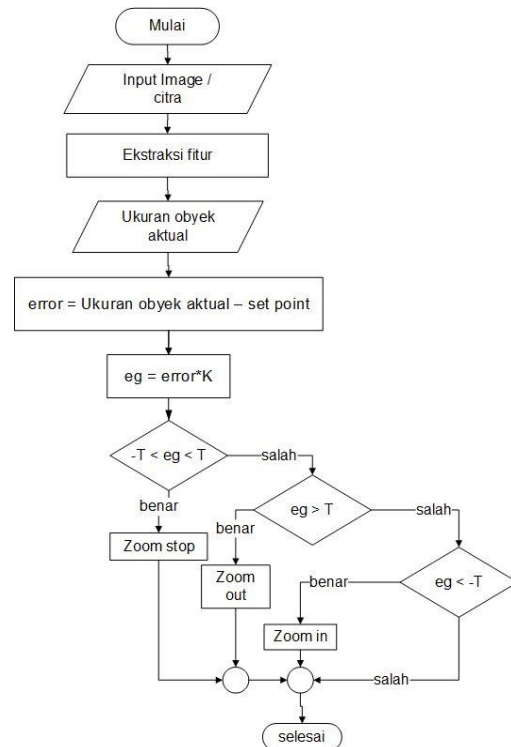 Mulai
Input Image /
citra
Ekstraksi fitur
Ukuran obyek
aktual
error = Ukuran obyek aktual – set point
eg = error*K
-T < eg < T
salah
benar
eg > T
salah
benar
Zoom stop
Zoom
out
benar
eg < -T
Zoom in
salah
selesai